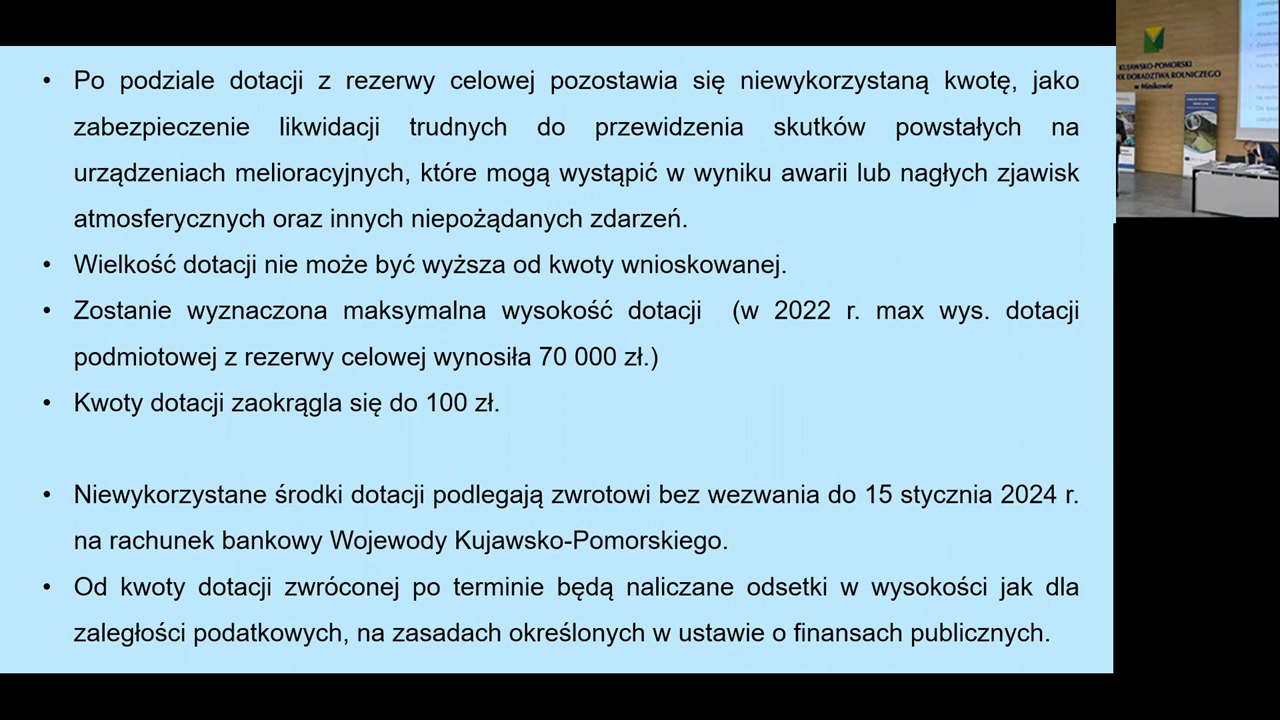 • Po podziale dotacji z rezerwy celowej pozostawia się niewykorzystaną kwotę, jako
zabezpieczenie likwidacji trudnych do przewidzenia skutków powstałych na
urządzeniach melioracyjnych, które mogą wystąpić w wyniku awarii lub nagłych zjawisk
atmosferycznych oraz innych niepożądanych zdarzeń.
• Wielkość dotacji nie może być wyższa od kwoty wnioskowanej.
• Zostanie wyznaczona maksymalna wysokość dotacji (w 2022 r. max wys. dotacji
podmiotowej z rezerwy celowej wynosiła 70 000 zł.)
• Kwoty dotacji zaokrągla się do 100 zł.
• Niewykorzystane środki dotacji podlegają zwrotowi bez wezwania do 15 stycznia 2024 r.
na rachunek bankowy Wojewody Kujawsko-Pomorskiego.
• Od kwoty dotacji zwróconej po terminie będą naliczane odsetki w wysokości jak dla
zaległości podatkowych, na zasadach określonych w ustawie o finansach publicznych.
KUJAWSKO-POMORSKI
DORADZTWA ROLNICZEGO
w Minikowie